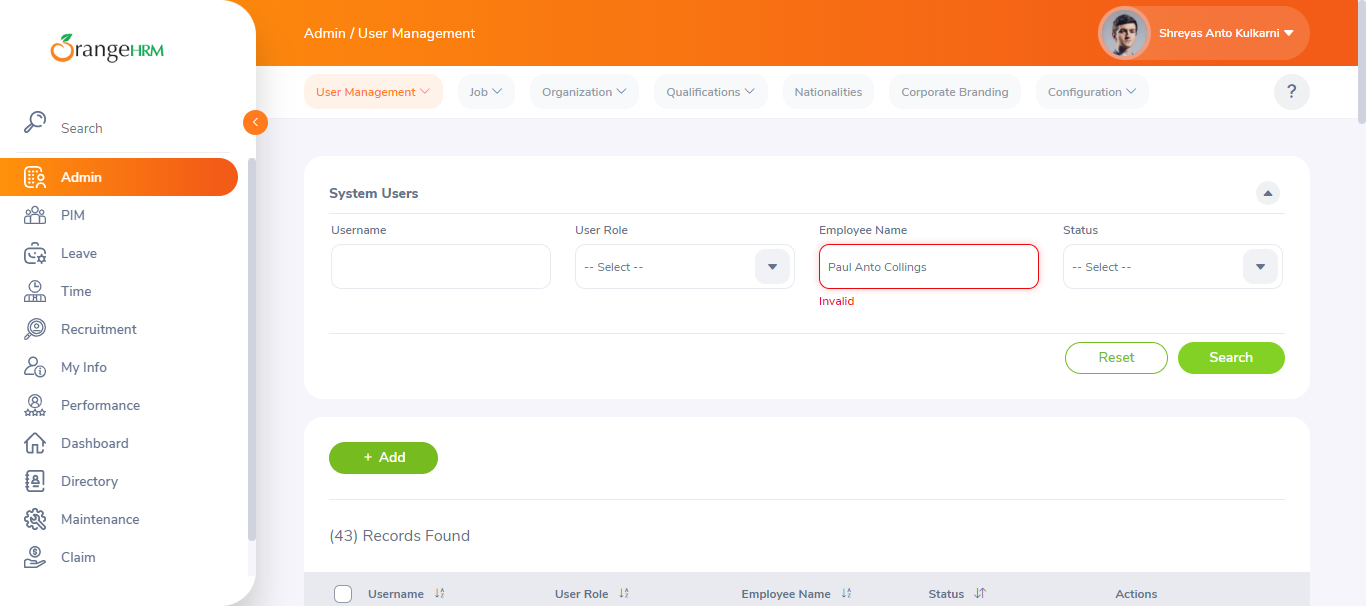 OrangeHRM
Admin / User Management
Shreyas Anto Kulkarni
User Management
Job
Organization
Qualifications
Nationalities
Corporate Branding
Configuration
?
Search
Admin
PIM
Leave
Time
Recruitment
My Info
Performance
Dashboard
Directory
Maintenance
Claim
System Users
Username
User Role
Employee Name
Status
-- Select --
Paul Anto Collings
-- Select --
Invalid
Reset
Search
+ Add
(43) Records Found
Username
User Role
Employee Name
Status
Actions